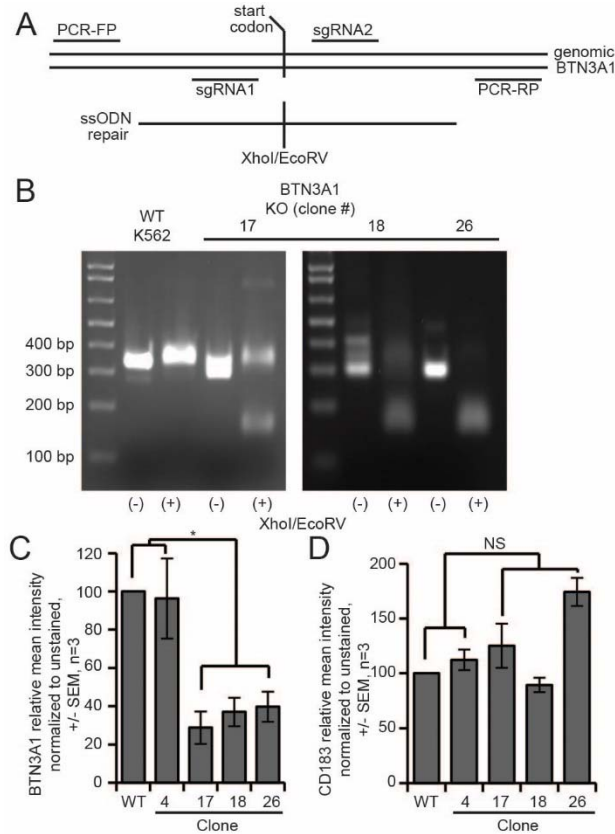 A
start
codon
PCR-FP
sgRNA2
genomic
BTN3A1
sgRNA1
PCR-RP
ssODN
repair
XhoI/EcoRV
B
BTN3A1
KO (clone #)
WT
K562
17
18
26
400 bp
300 bp
200 bp
100 bp
(-) (+) (-) (+) (-) (+) (-) (+)
XhoI/EcoRV
C
BTN3A1 relative mean intensity
normalized to unstained,
+/- SEM, n=3
120
100
80
60
40
20
0
*
WT 4 17 18 26
Clone
D
CD183 relative mean intensity
normalized to unstained,
+/- SEM, n=3
200
150
100
50
0
NS
WT 4 17 18 26
Clone